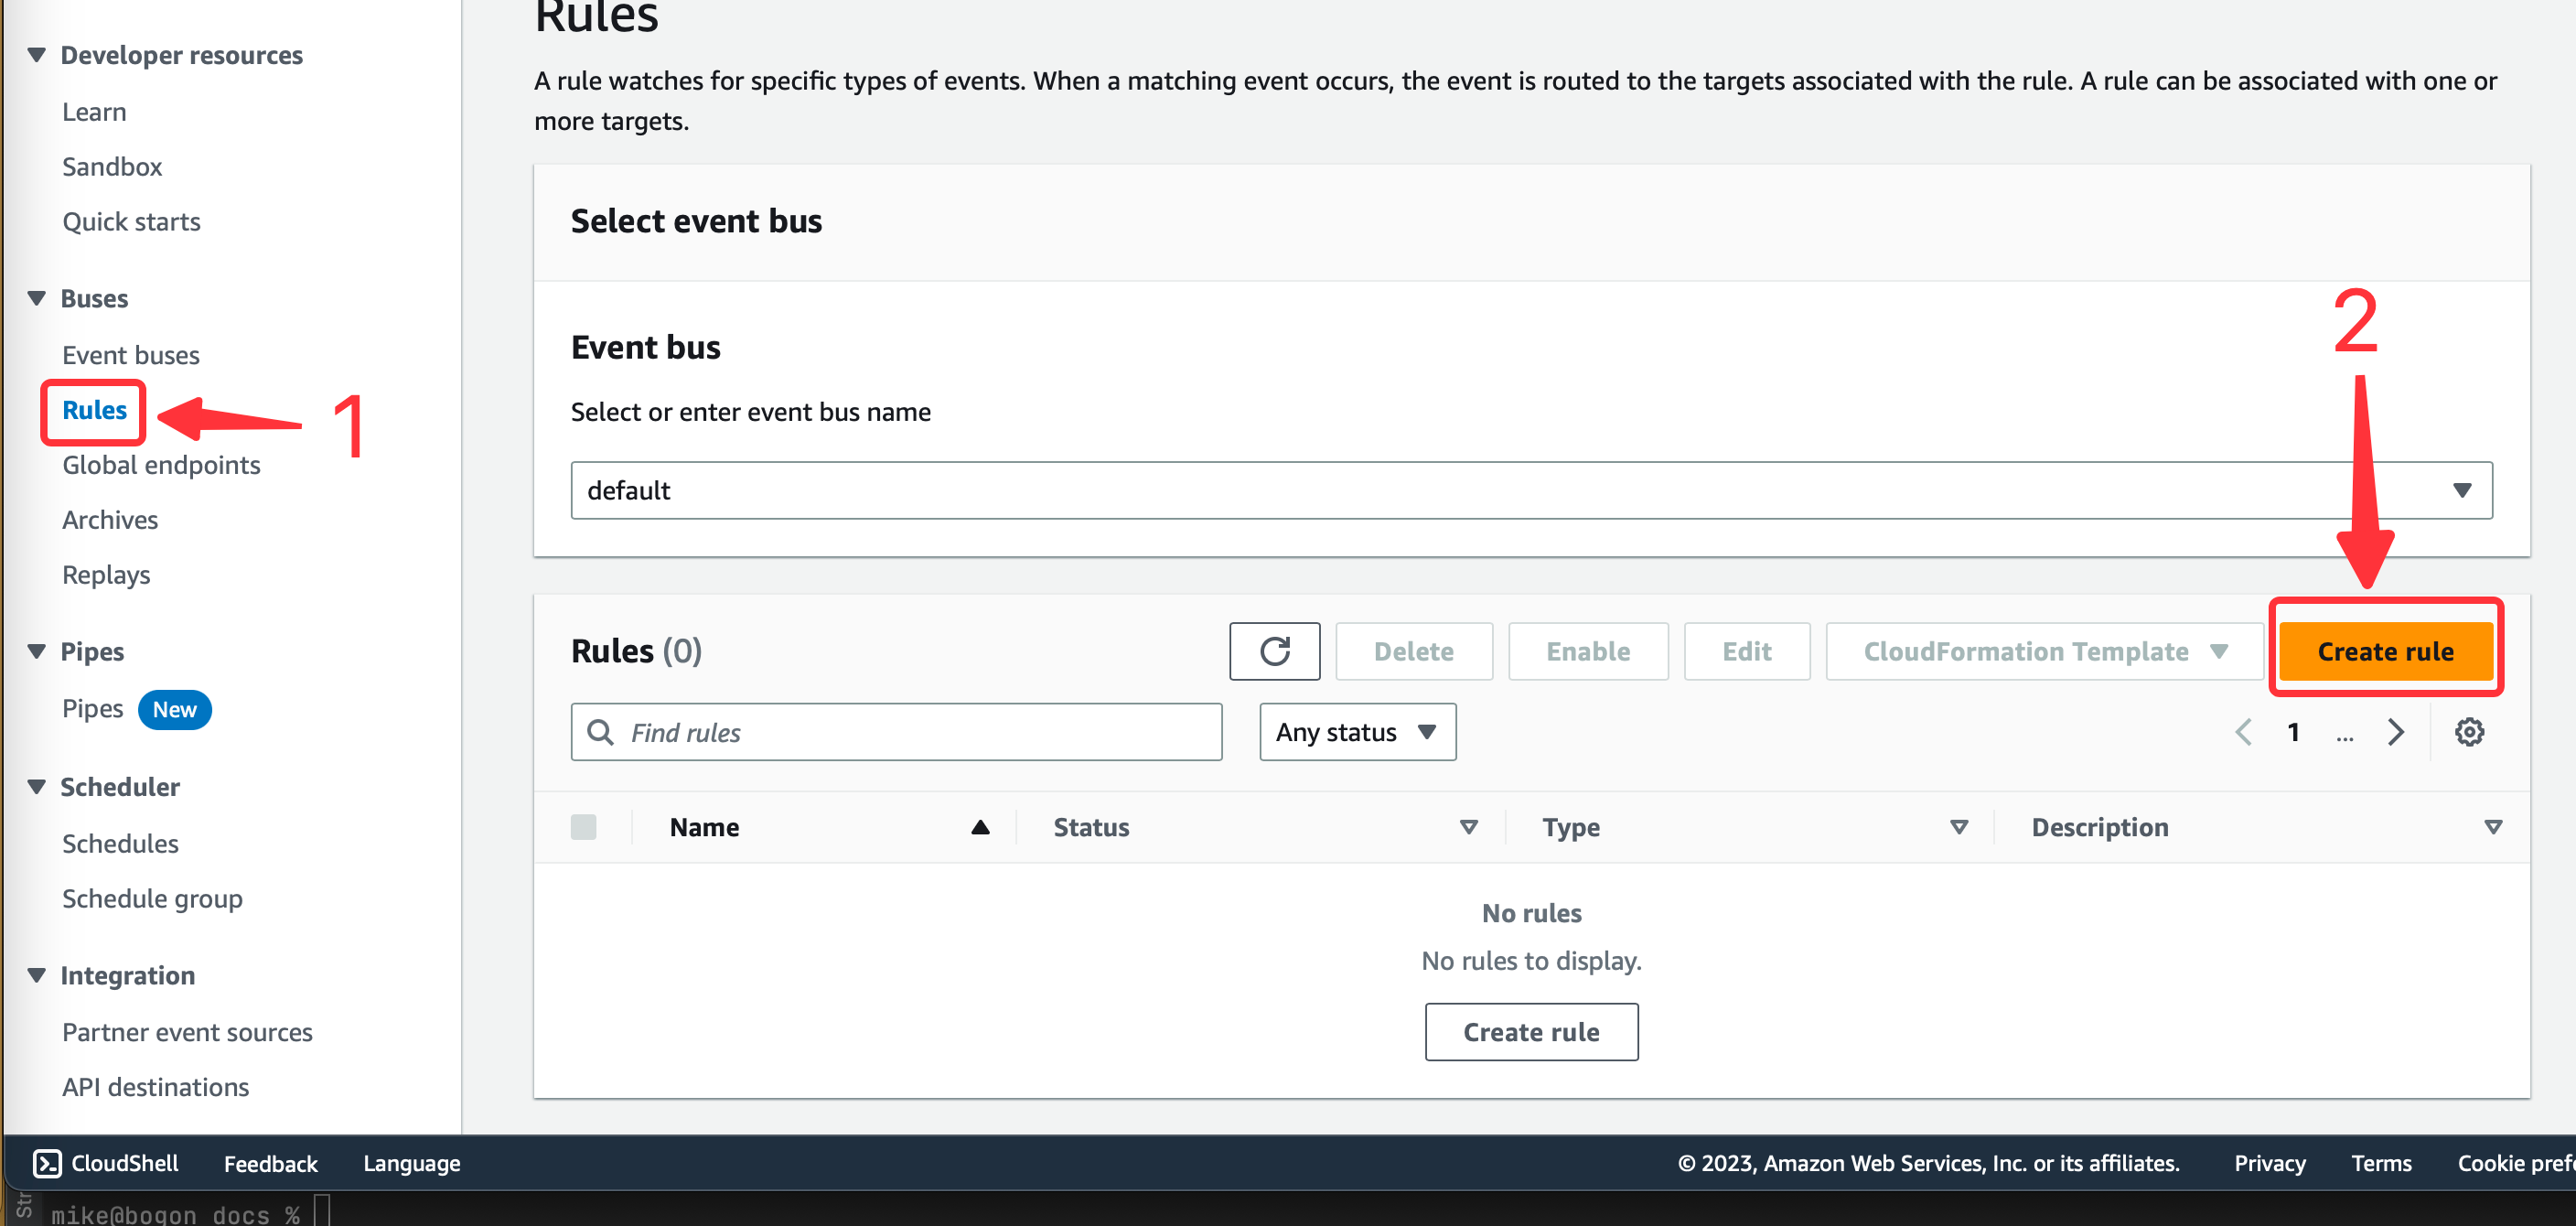 Rules
Developer resources
Learn
Sandbox
Quick starts
Buses
Event buses
Rules
1
Global endpoints
Archives
Replays
Pipes
Pipes New
Scheduler
Schedules
Schedule group
Integration
Partner event sources
API destinations
A rule watches for specific types of events. When a matching event occurs, the event is routed to the targets associated with the rule. A rule can be associated with one or
more targets.
Select event bus
Event bus
Select or enter event bus name
default
2
Rules (0)
Delete
Enable
Edit
CloudFormation Template
Create rule
Find rules
Any status
1
...
Name
Status
Type
Description
No rules
No rules to display.
Create rule
CloudShell
Feedback
Language
© 2023, Amazon Web Services, Inc. or its affiliates.
Privacy
Terms
Cookie prefe
Str
mike@bogon docs %